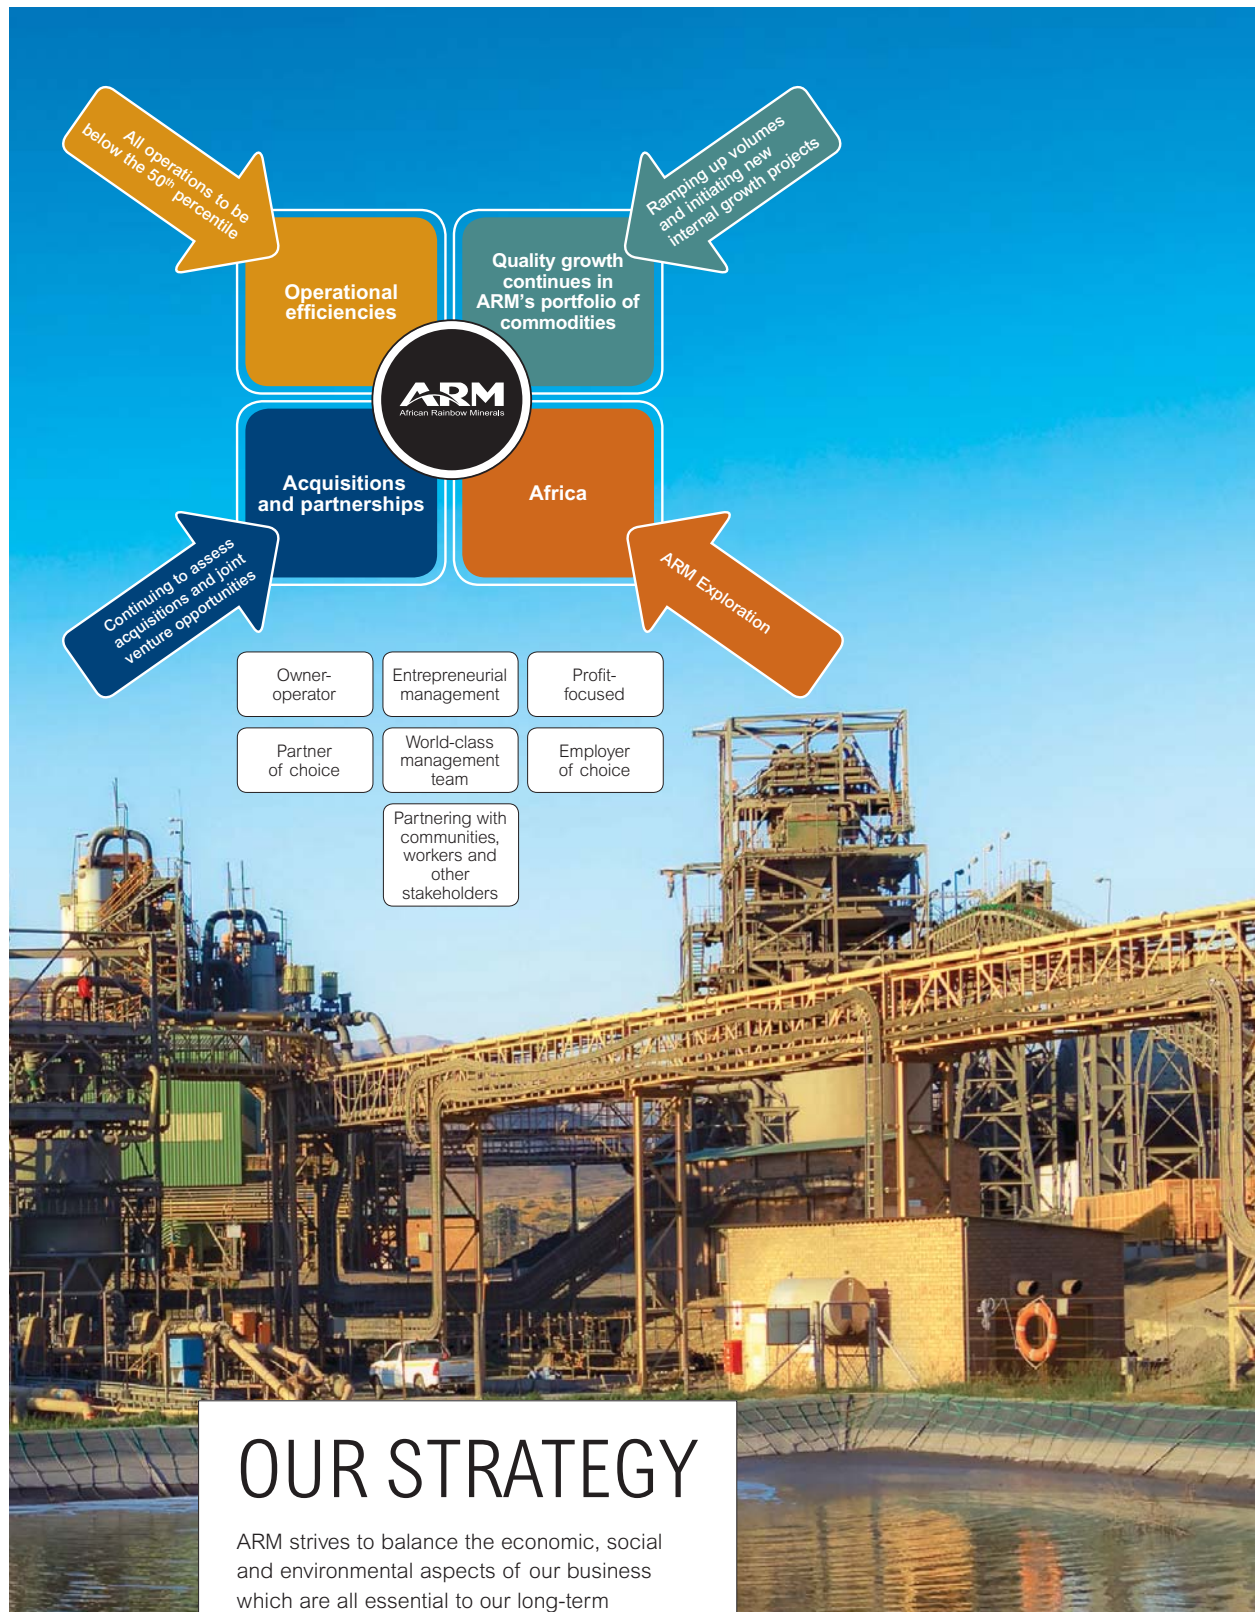 All operations to be
below the 50th percentile
Ramping up volumes
and initiating new
internal growth projects
Operational
efficiencies
Quality growth
continues in
ARM's portfolio of
commodities
ARM
African Rainbow Minerals
Acquisitions
and partnerships
Africa
Continuing to assess
acquisitions and joint
venture opportunities
ARM Exploration
Owner-
operator
Entrepreneurial
management
Profit-
focused
Partner
of choice
World-class
management
team
Employer
of choice
Partnering with
communities,
workers and
other
stakeholders
OUR STRATEGY
ARM strives to balance the economic, social
and environmental aspects of our business
which are all essential to our long-term